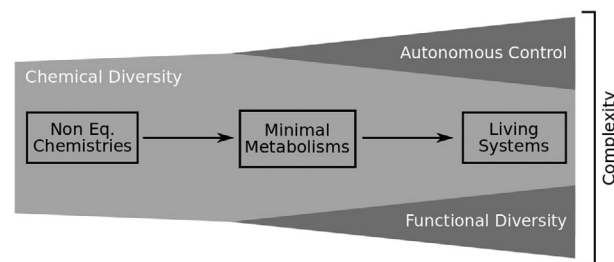 Chemical Diversity
Autonomous Control
Non Eq.
Chemistries
Minimal
Metabolisms
Living
Systems
Functional Diversity
Complexity